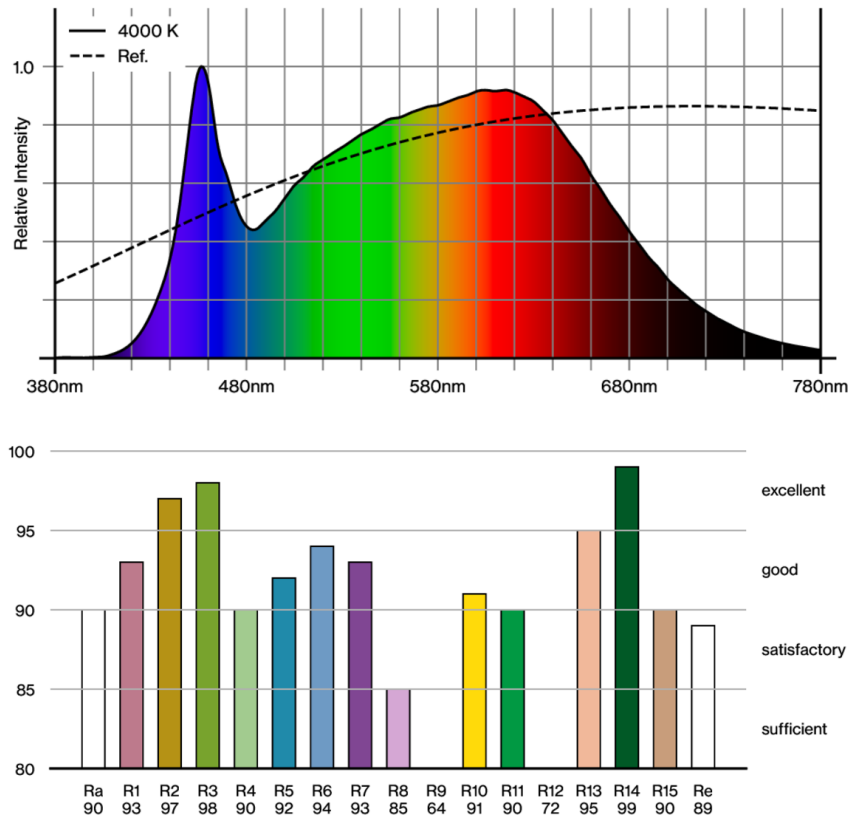 4000 K
Ref.
1.0
Relative Intensity
380nm 480nm 580nm 680nm 780nm
100
excellent
95
good
90
satisfactory
85
sufficient
80
Ra R1 R2 R3 R4 R5 R6 R7 R8 R9 R10 R11 R12 R13 R14 R15 Re
90 93 97 98 90 92 94 93 85 64 91 90 72 95 99 90 89